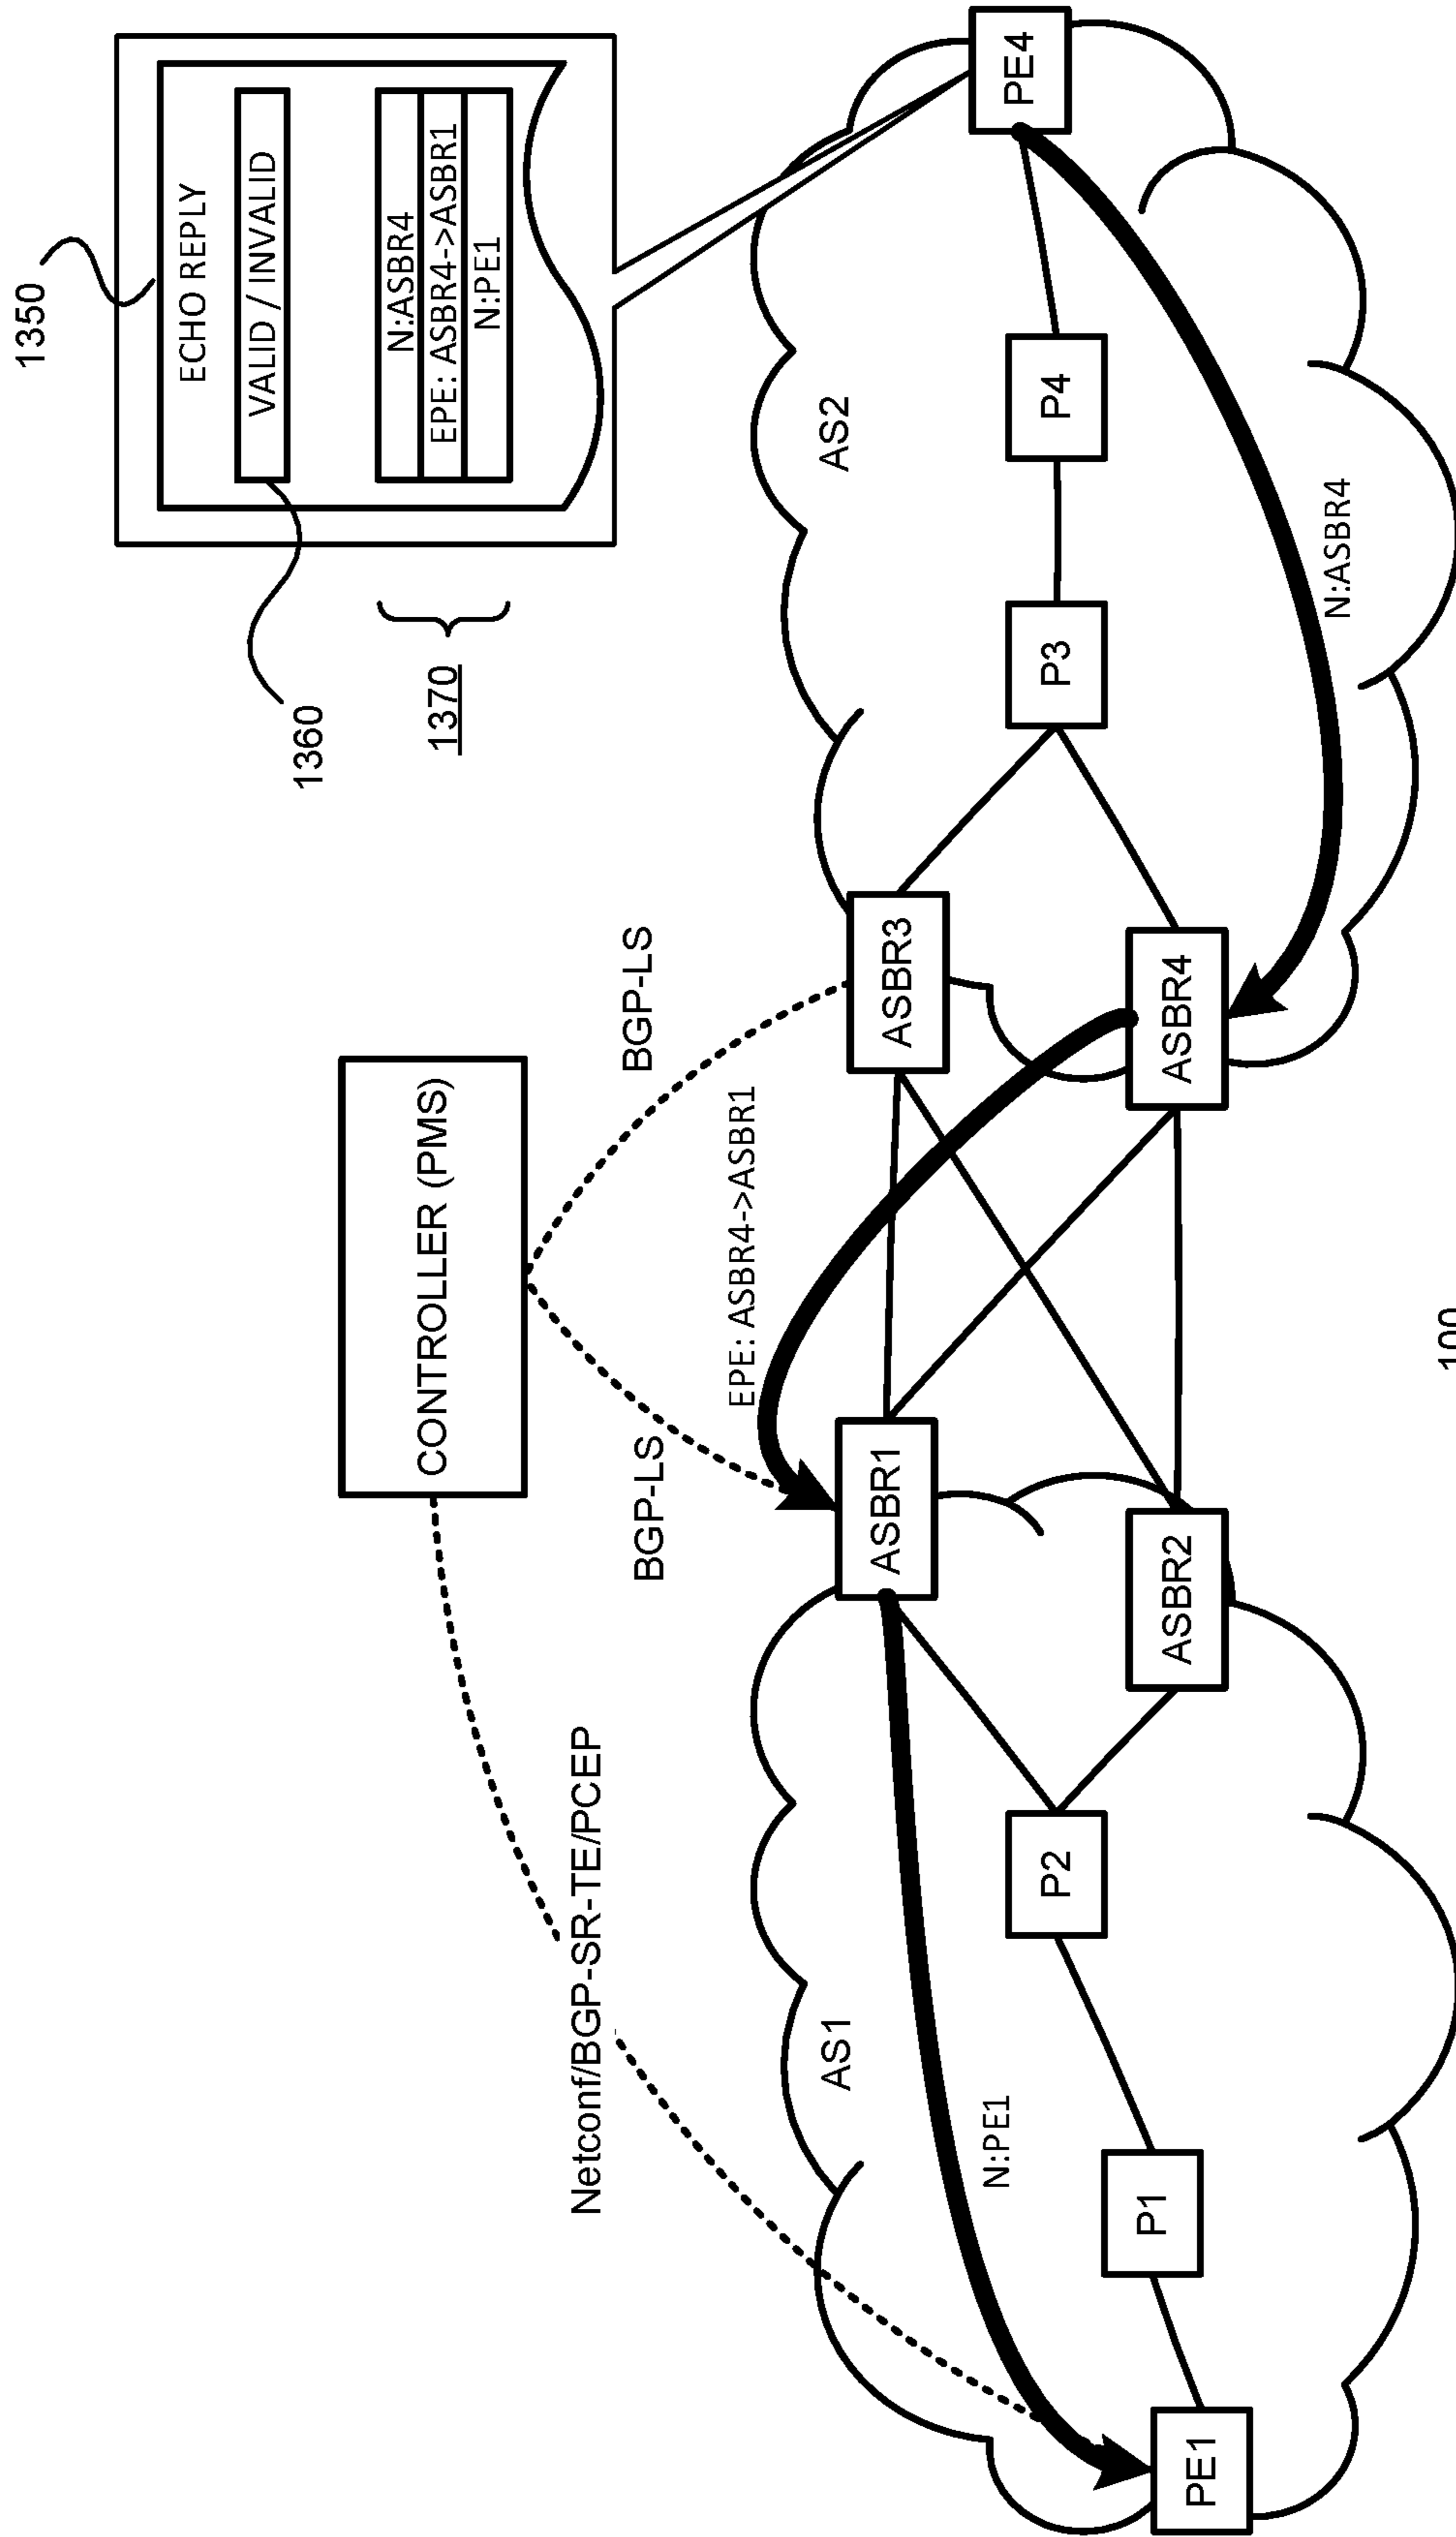 1350
ECHO REPLY
VALID / INVALID
1360
N:ASBR4
EPE: ASBR4->ASBR1
N:PE1
1370
CONTROLLER (PMS)
Netconf/BGP-SR-TE/PCEP
BGP-LS
BGP-LS
EPE: ASBR4->ASBR1
AS1
AS2
N:PE1
PE1
P1
P2
ASBR1
ASBR2
ASBR3
ASBR4
P3
P4
PE4
N:ASBR4
100